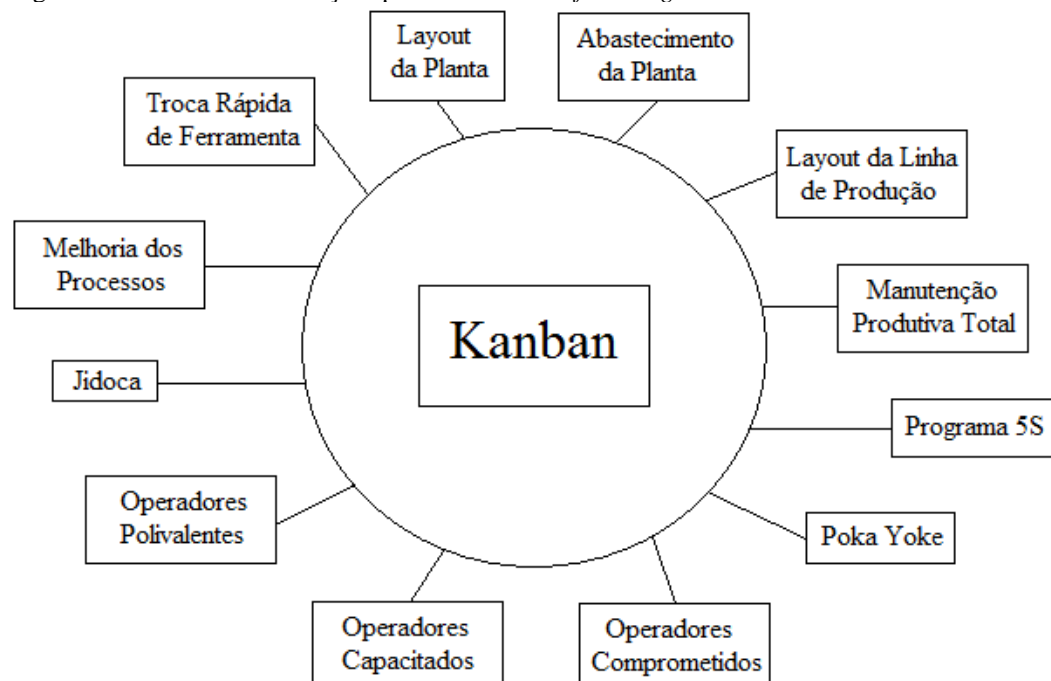 Layout
da Planta
Abastecimento
da Planta
Troca Rápida
de Ferramenta
Layout da Linha
de Produção
Melhoria dos
Processos
Kanban
Manutenção
Produtiva Total
Jidoca
Programa 5S
Operadores
Polivalentes
Poka Yoke
Operadores
Capacitados
Operadores
Comprometidos